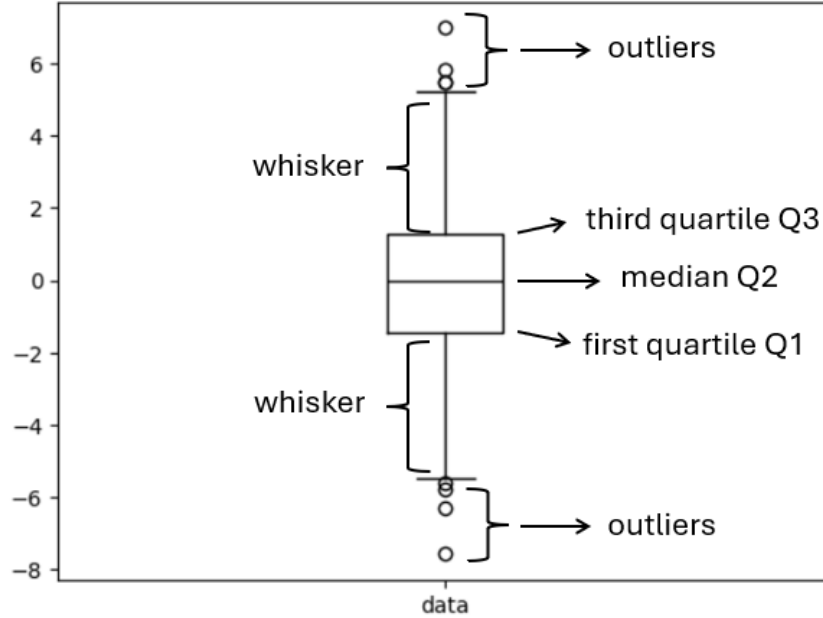 outliers
6
4
whisker
2
third quartile Q3
0
median Q2
−2
first quartile Q1
whisker
−4
−6
outliers
−8
data